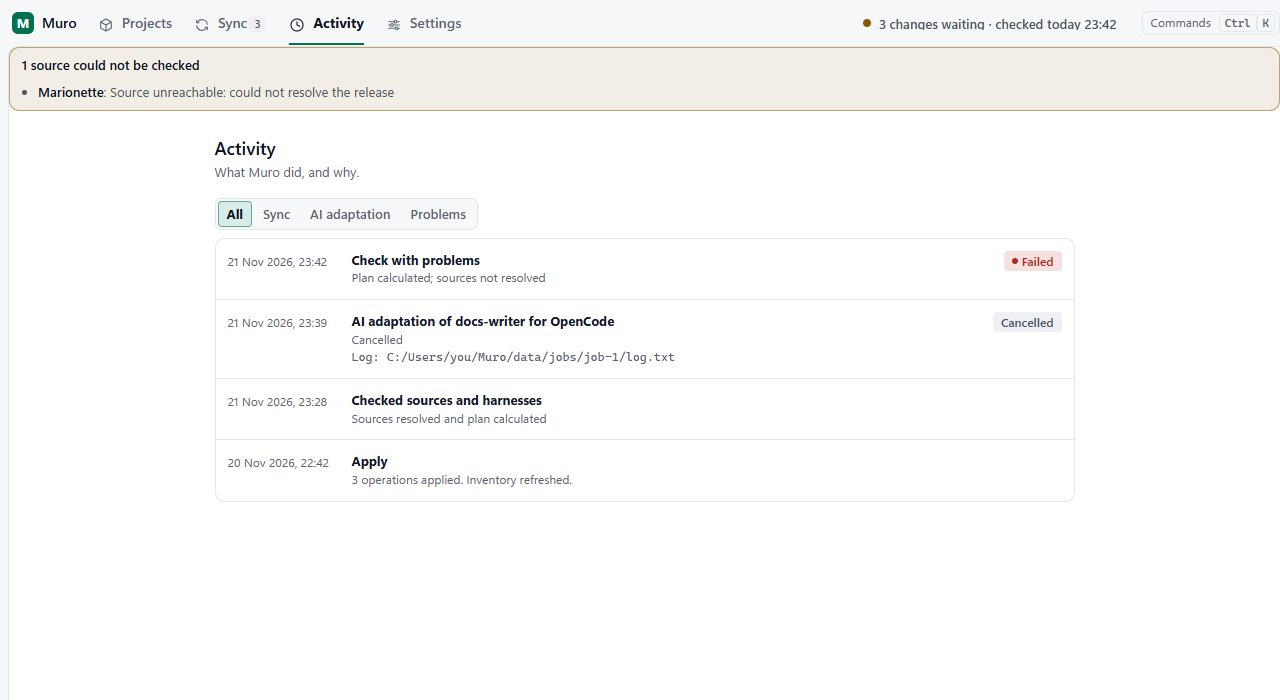 M Muro Projects Sync 3 Activity Settings 3 changes waiting · checked today 23:42 Commands Ctrl K
1 source could not be checked
• Marionette: Source unreachable: could not resolve the release
Activity
What Muro did, and why.
All Sync AI adaptation Problems
21 Nov 2026, 23:42 Check with problems Failed
Plan calculated; sources not resolved
21 Nov 2026, 23:39 AI adaptation of docs-writer for OpenCode Cancelled
Cancelled
Log: C:/Users/you/Muro/data/jobs/job-1/log.txt
21 Nov 2026, 23:28 Checked sources and harnesses
Sources resolved and plan calculated
20 Nov 2026, 22:42 Apply
3 operations applied. Inventory refreshed.